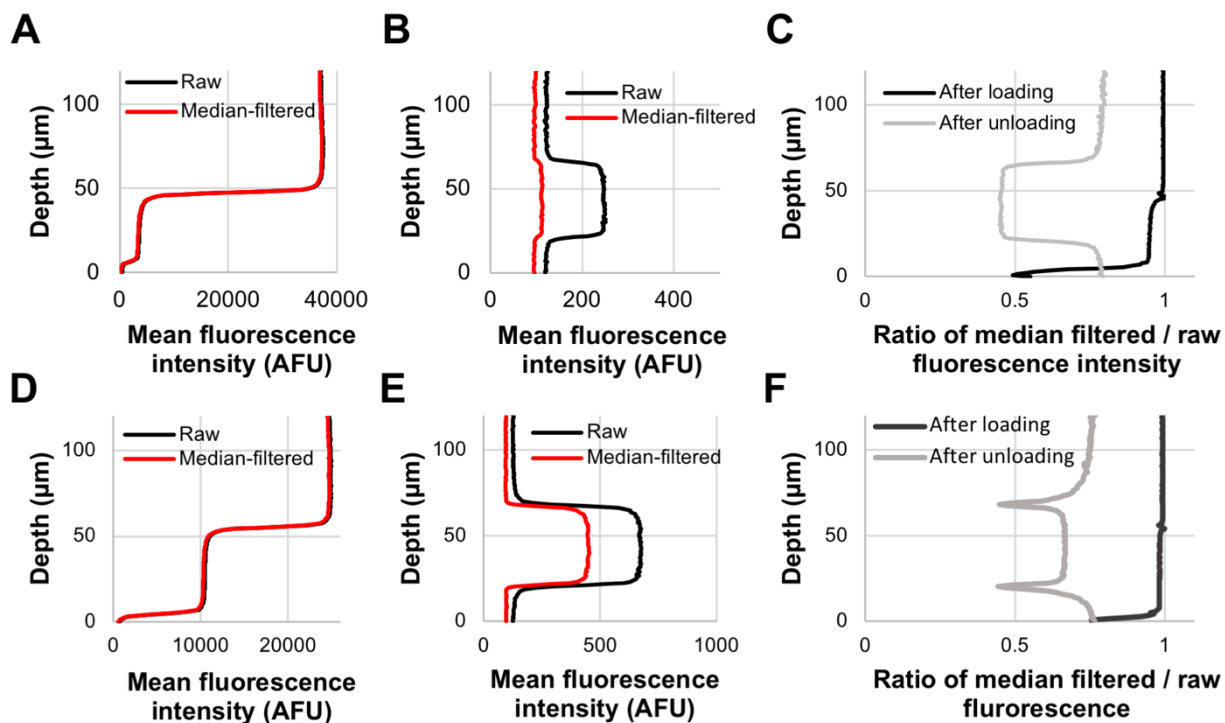 A
B
C
Depth (µm)
100
50
0
Raw
Median-filtered
0
20000
40000
Mean fluorescence
intensity (AFU)
Depth (µm)
100
50
0
Raw
Median-filtered
0
200
400
Mean fluorescence
intensity (AFU)
Depth (µm)
100
50
0
After loading
After unloading
0
0.5
1
Ratio of median filtered / raw
fluorescence intensity
D
E
F
Depth (µm)
100
50
0
Raw
Median-filtered
0
10000
20000
Mean fluorescence
intensity (AFU)
Depth (µm)
100
50
0
Raw
Median-filtered
0
500
1000
Mean fluorescence
intensity (AFU)
Depth (µm)
100
50
0
After loading
After unloading
0
0.5
1
Ratio of median filtered / raw
flurorescence